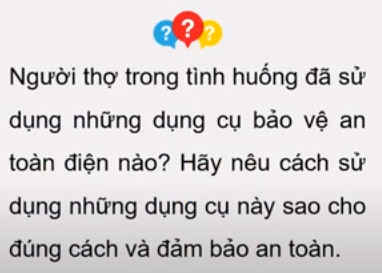 ? ? ?
Người thợ trong tình huống đã sử
dụng những dụng cụ bảo vệ an
toàn điện nào? Hãy nêu cách sử
dụng những dụng cụ này sao cho
đúng cách và đảm bảo an toàn.